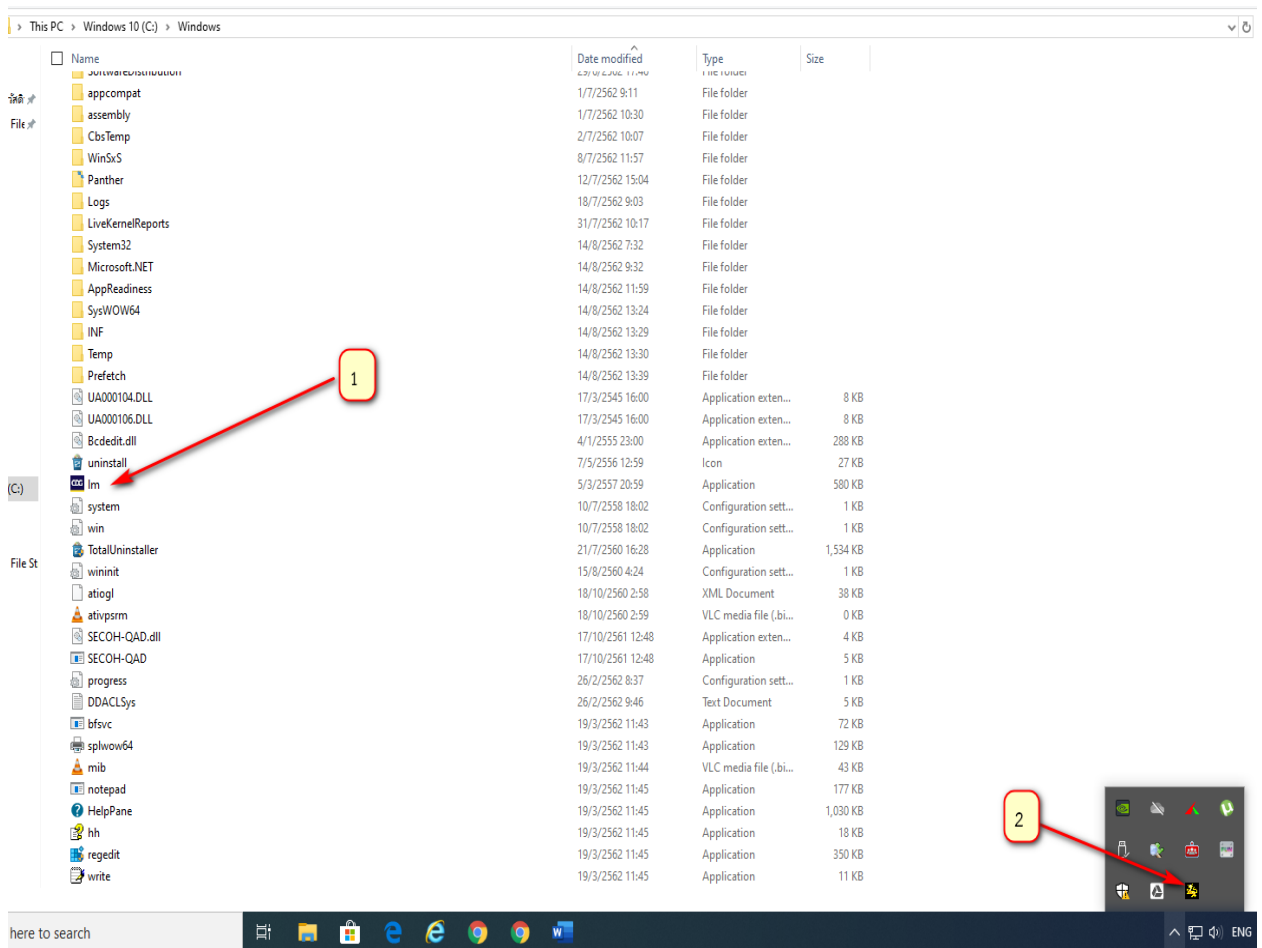 › This PC › Windows 10 (C:) › Windows
Name Date modified Type Size
SoftwareDistribution 29/6/2562 17:46 File folder
appcompat 1/7/2562 9:11 File folder
assembly 1/7/2562 10:30 File folder
CbsTemp 2/7/2562 10:07 File folder
WinSxS 8/7/2562 11:57 File folder
Panther 12/7/2562 15:04 File folder
Logs 18/7/2562 9:03 File folder
LiveKernelReports 31/7/2562 10:17 File folder
System32 14/8/2562 7:32 File folder
Microsoft.NET 14/8/2562 9:32 File folder
AppReadiness 14/8/2562 11:59 File folder
SysWOW64 14/8/2562 13:24 File folder
INF 14/8/2562 13:29 File folder
Temp 14/8/2562 13:30 File folder
Prefetch 14/8/2562 13:39 File folder
UA000104.DLL 17/3/2545 16:00 Application exten... 8 KB
UA000106.DLL 17/3/2545 16:00 Application exten... 8 KB
Bcdedit.dll 4/1/2555 23:00 Application exten... 288 KB
uninstall 7/5/2556 12:59 Icon 27 KB
lm 5/3/2557 20:59 Application 580 KB
system 10/7/2558 18:02 Configuration sett... 1 KB
win 10/7/2558 18:02 Configuration sett... 1 KB
TotalUninstaller 21/7/2560 16:28 Application 1,534 KB
wininit 15/8/2560 4:24 Configuration sett... 1 KB
atiogl 18/10/2560 2:58 XML Document 38 KB
ativpsrm 18/10/2560 2:59 VLC media file (.bi... 0 KB
SECOH-QAD.dll 17/10/2561 12:48 Application exten... 4 KB
SECOH-QAD 17/10/2561 12:48 Application 5 KB
progress 26/2/2562 8:37 Configuration sett... 1 KB
DDACLSys 26/2/2562 9:46 Text Document 5 KB
bfsvc 19/3/2562 11:43 Application 72 KB
splwow64 19/3/2562 11:43 Application 129 KB
mib 19/3/2562 11:44 VLC media file (.bi... 43 KB
notepad 19/3/2562 11:45 Application 177 KB
HelpPane 19/3/2562 11:45 Application 1,030 KB
hh 19/3/2562 11:45 Application 18 KB
regedit 19/3/2562 11:45 Application 350 KB
write 19/3/2562 11:45 Application 11 KB
File
(C:)
File St
1
2
here to search
ENG